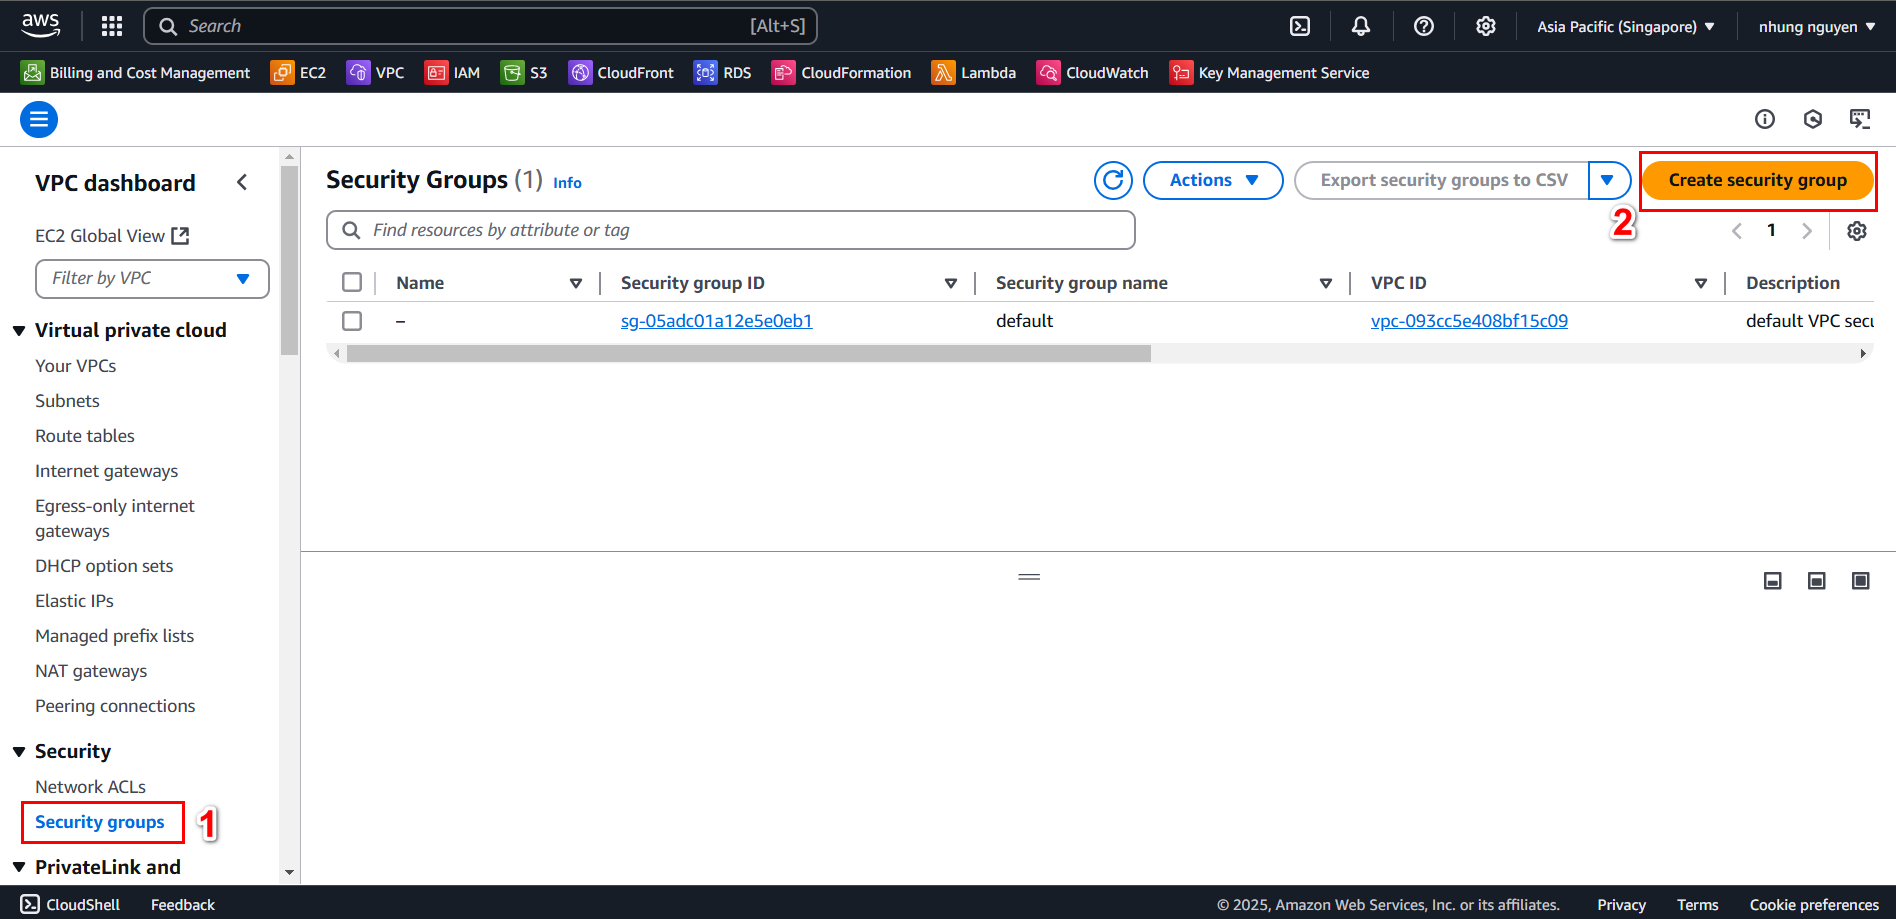 aws
Search [Alt+S]
Asia Pacific (Singapore)
nhung nguyen
Billing and Cost Management
EC2
VPC
IAM
S3
CloudFront
RDS
CloudFormation
Lambda
CloudWatch
Key Management Service
VPC dashboard
EC2 Global View
Filter by VPC
Virtual private cloud
Your VPCs
Subnets
Route tables
Internet gateways
Egress-only internet
gateways
DHCP option sets
Elastic IPs
Managed prefix lists
NAT gateways
Peering connections
Security
Network ACLs
Security groups
1
PrivateLink and
Security Groups (1) Info
Actions
Export security groups to CSV
Create security group
2
Find resources by attribute or tag
1
Name Security group ID Security group name VPC ID Description
– sg-05adc01a12e5e0eb1 default vpc-093cc5e408bf15c09 default VPC secu
CloudShell
Feedback
© 2025, Amazon Web Services, Inc. or its affiliates.
Privacy
Terms
Cookie preferences